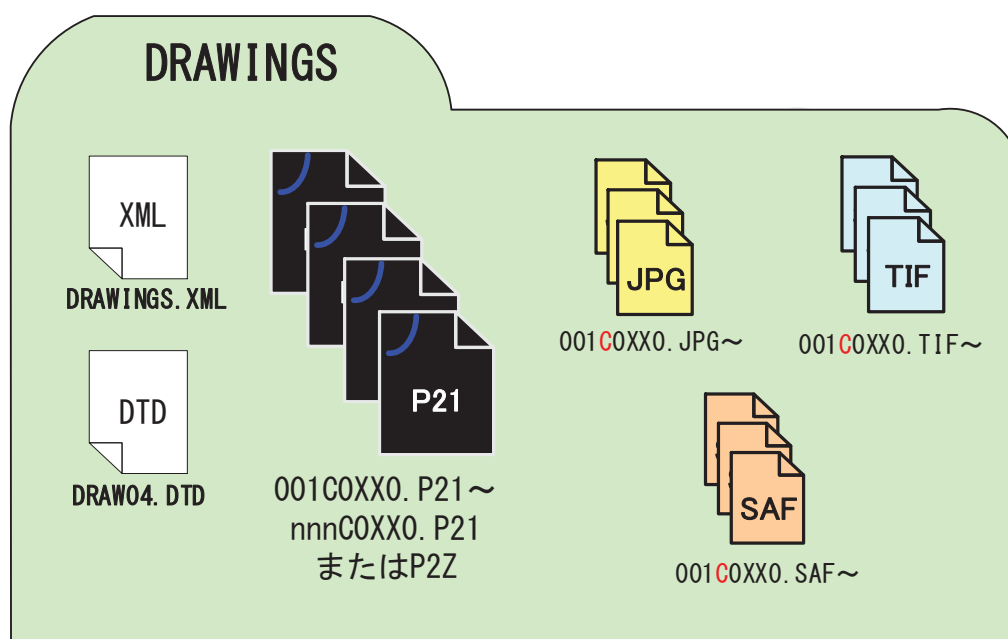 DRAWINGS
XML
DRAWINGS.XML
DTD
DRAW04.DTD
P21
001C0XX0.P21～
nnnC0XX0.P21
またはP2Z
JPG
001C0XX0.JPG～
TIF
001C0XX0.TIF～
SAF
001C0XX0.SAF～